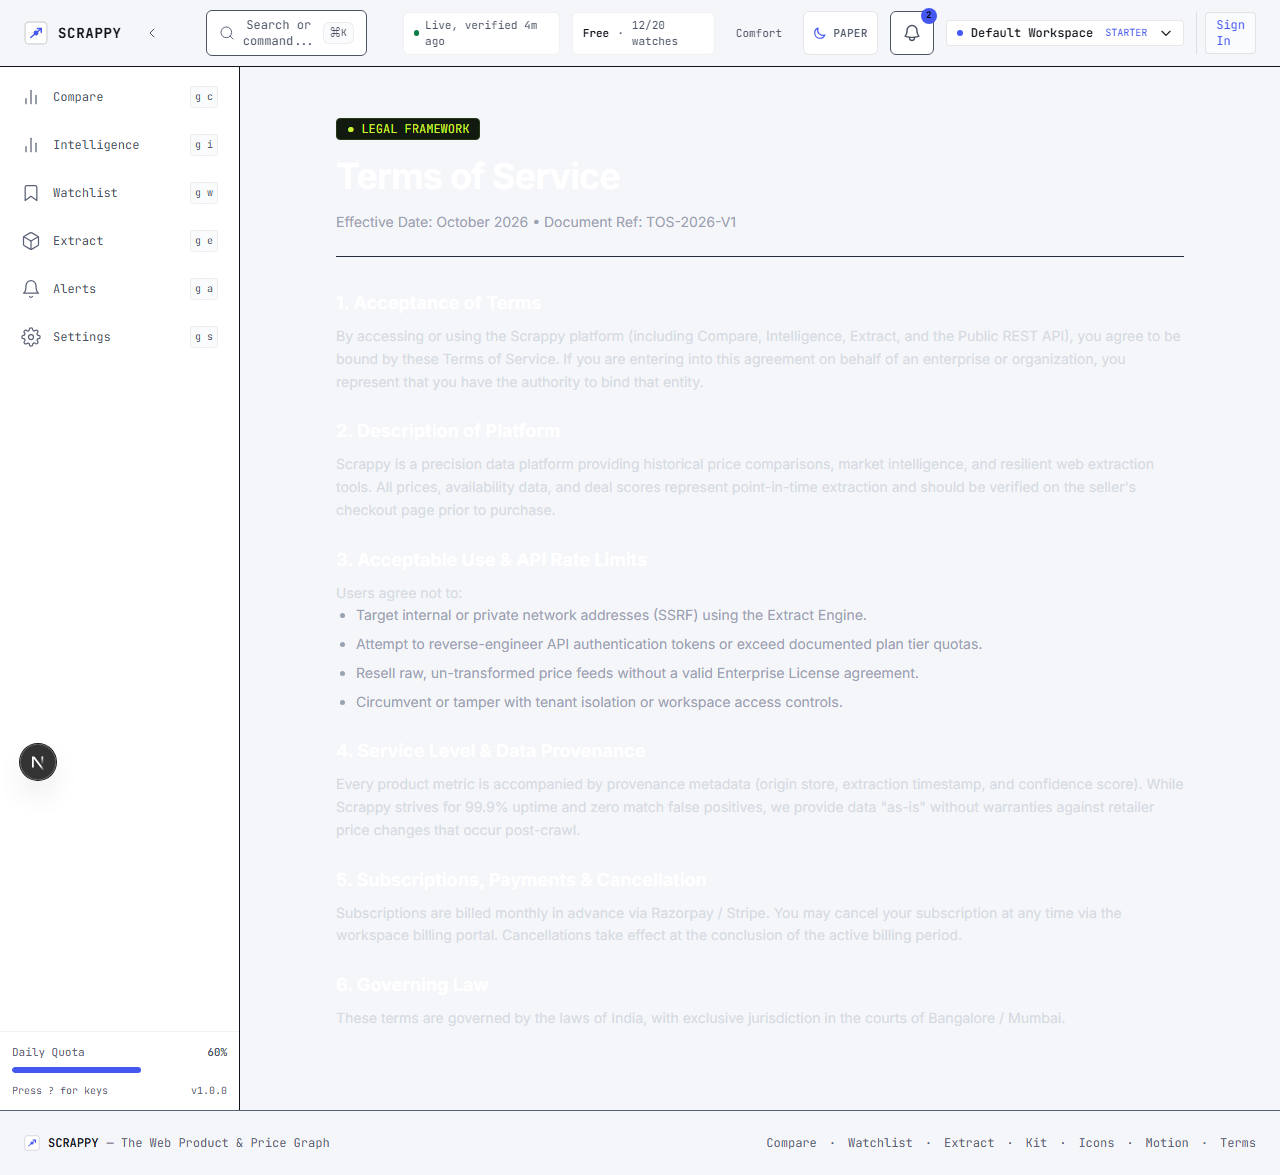 SCRAPPY
Search or command...
⌘K
Live, verified 4m ago
Free · 12/20 watches
Comfort
PAPER
2
Default Workspace STARTER
Sign In
Compare g c
Intelligence g i
Watchlist g w
Extract g e
Alerts g a
Settings g s
N
Daily Quota 60%
Press ? for keys v1.0.0
LEGAL FRAMEWORK
Terms of Service
Effective Date: October 2026 • Document Ref: TOS-2026-V1
1. Acceptance of Terms
By accessing or using the Scrappy platform (including Compare, Intelligence, Extract, and the Public REST API), you agree to be
bound by these Terms of Service. If you are entering into this agreement on behalf of an enterprise or organization, you
represent that you have the authority to bind that entity.
2. Description of Platform
Scrappy is a precision data platform providing historical price comparisons, market intelligence, and resilient web extraction
tools. All prices, availability data, and deal scores represent point-in-time extraction and should be verified on the seller's
checkout page prior to purchase.
3. Acceptable Use & API Rate Limits
Users agree not to:
• Target internal or private network addresses (SSRF) using the Extract Engine.
• Attempt to reverse-engineer API authentication tokens or exceed documented plan tier quotas.
• Resell raw, un-transformed price feeds without a valid Enterprise License agreement.
• Circumvent or tamper with tenant isolation or workspace access controls.
4. Service Level & Data Provenance
Every product metric is accompanied by provenance metadata (origin store, extraction timestamp, and confidence score). While
Scrappy strives for 99.9% uptime and zero match false positives, we provide data "as-is" without warranties against retailer
price changes that occur post-crawl.
5. Subscriptions, Payments & Cancellation
Subscriptions are billed monthly in advance via Razorpay / Stripe. You may cancel your subscription at any time via the
workspace billing portal. Cancellations take effect at the conclusion of the active billing period.
6. Governing Law
These terms are governed by the laws of India, with exclusive jurisdiction in the courts of Bangalore / Mumbai.
SCRAPPY — The Web Product & Price Graph
Compare · Watchlist · Extract · Kit · Icons · Motion · Terms